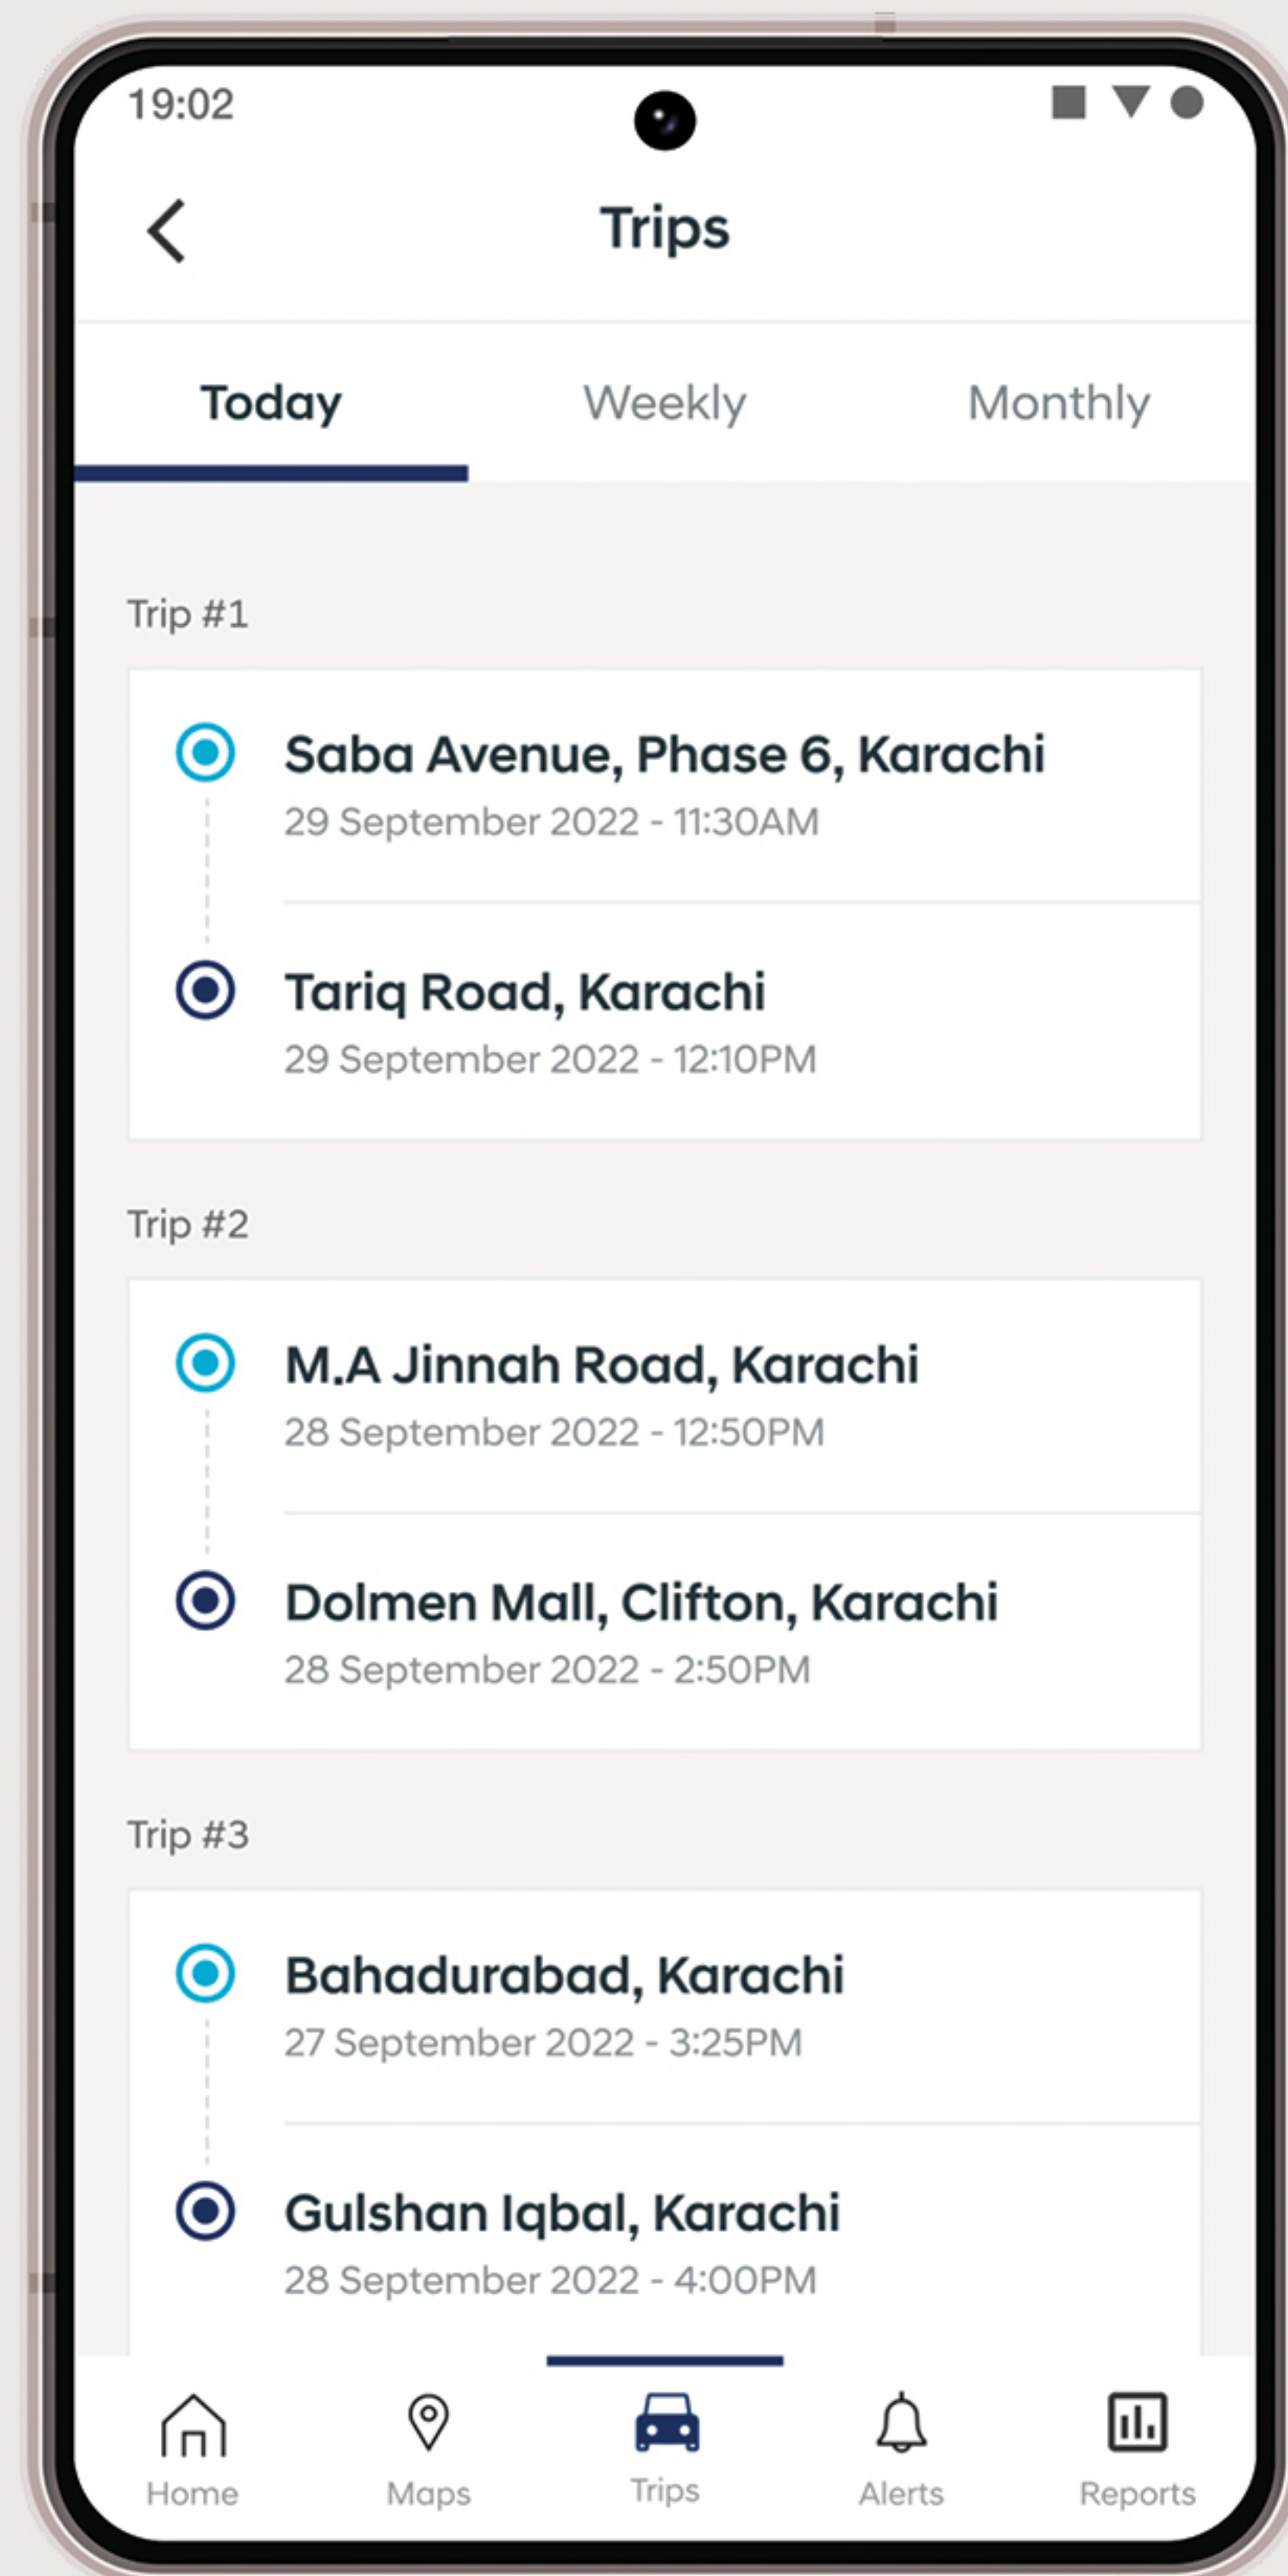 19:02
Trips
Today Weekly Monthly
Trip #1
Saba Avenue, Phase 6, Karachi
29 September 2022 - 11:30AM
Tariq Road, Karachi
29 September 2022 - 12:10PM
Trip #2
M.A Jinnah Road, Karachi
28 September 2022 - 12:50PM
Dolmen Mall, Clifton, Karachi
28 September 2022 - 2:50PM
Trip #3
Bahadurabad, Karachi
27 September 2022 - 3:25PM
Gulshan Iqbal, Karachi
28 September 2022 - 4:00PM
Home Maps Trips Alerts Reports